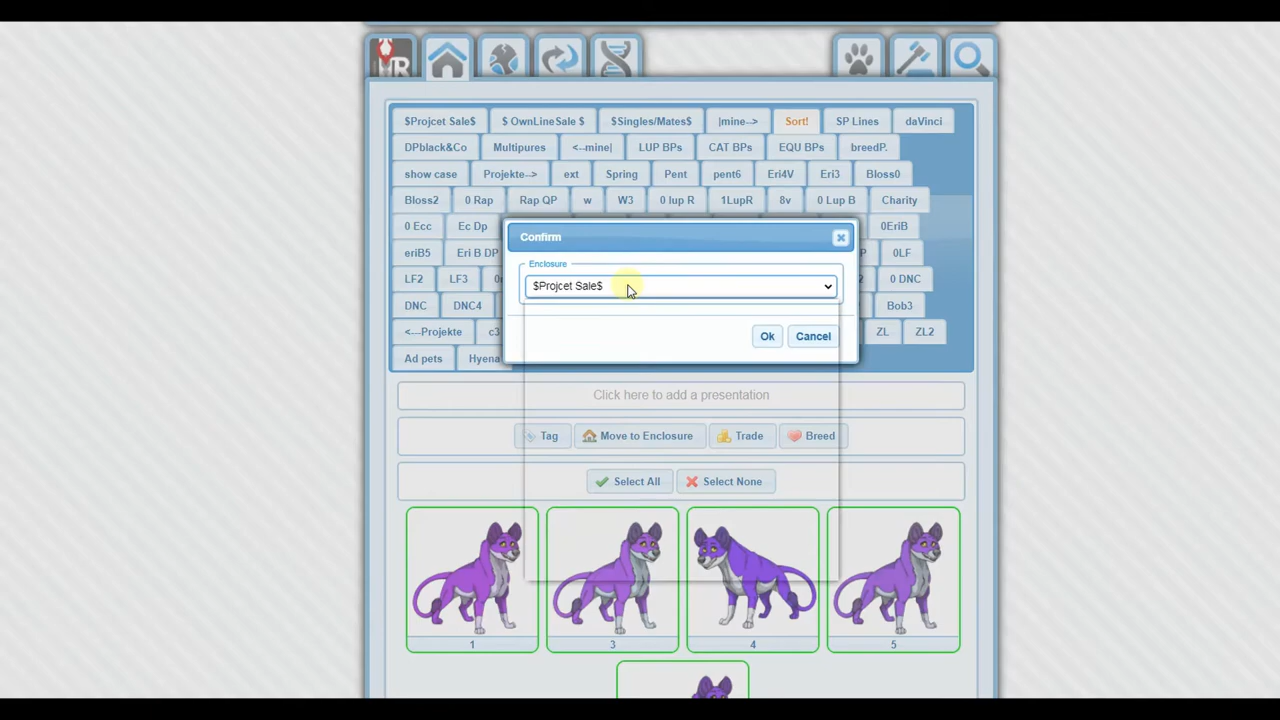 $Projcet Sale$ $ OwnLineSale $ $Singles/Mates$ |mine--> Sort! SP Lines daVinci
DPblack&Co Multipures <--mine| LUP BPs CAT BPs EQU BPs breedP.
show case Projekte--> ext Spring Pent pent6 Eri4V Eri3 Bloss0
Bloss2 0 Rap Rap QP w W3 0 lup R 1LupR 8v 0 Lup B Charity
0 Ecc Ec Dp 0EriB
Confirm
eriB5 Eri B DP 0LF
Enclosure
LF2 LF3 0 DNC
$Projcet Sale$
DNC DNC4 Bob3
<---Projekte c3 ZL ZL2
Ok Cancel
Ad pets Hyena
Click here to add a presentation
Tag Move to Enclosure Trade Breed
Select All Select None
1 3 4 5